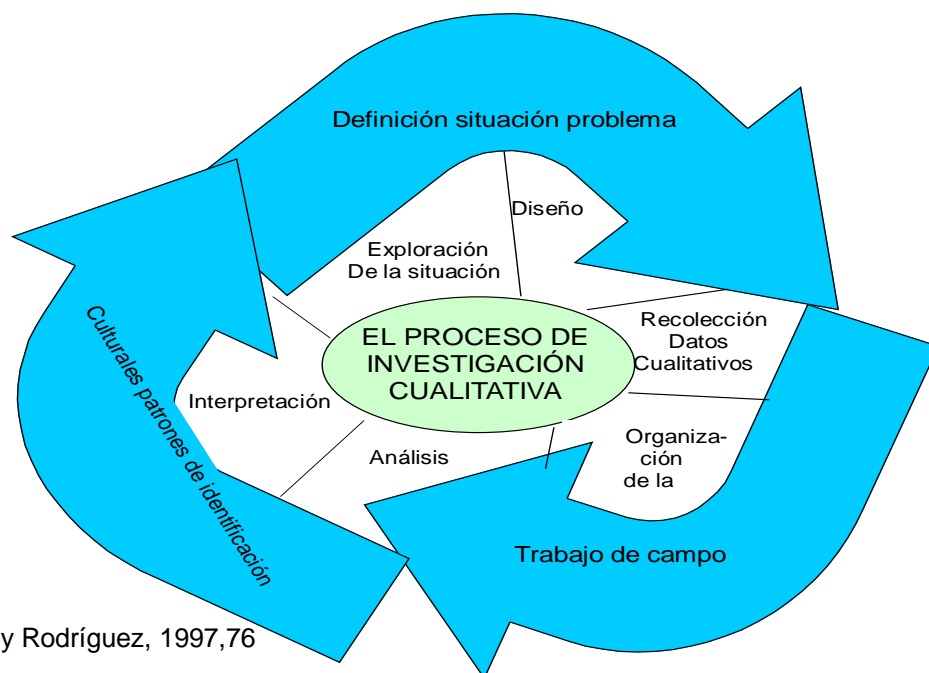 Definición situación problema
Diseño
Exploración
De la situación
EL PROCESO DE
INVESTIGACIÓN
CUALITATIVA
Recolección
Datos
Cualitativos
Interpretación
Organiza-
ción
de la
Análisis
Culturales patrones de identificación
Trabajo de campo
y Rodríguez, 1997,76